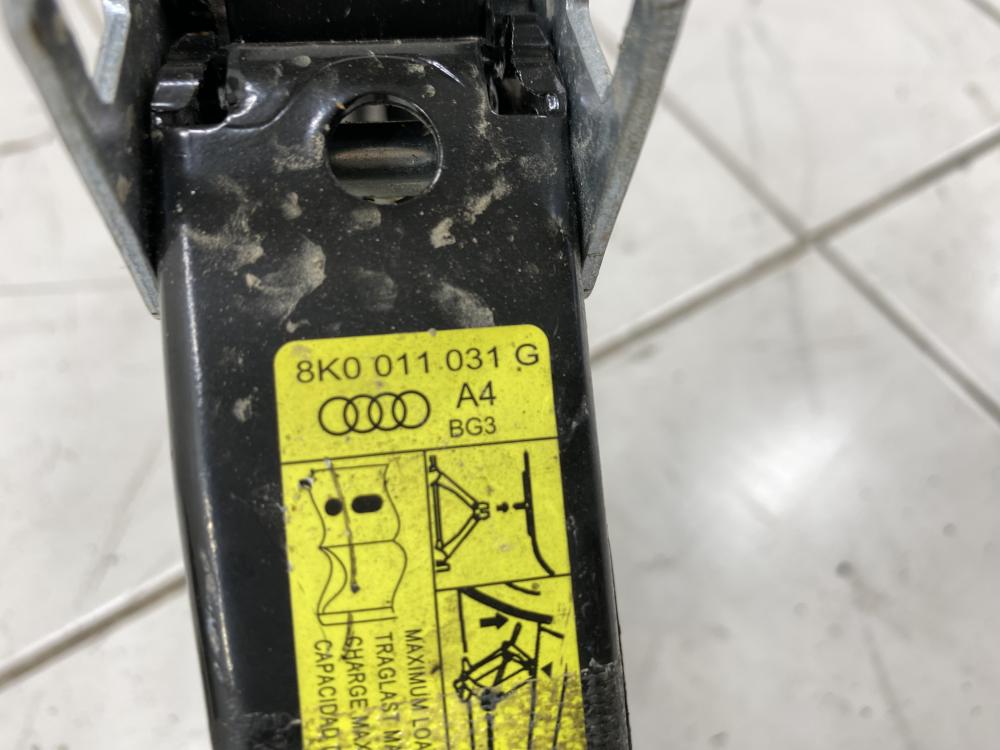 8K0 011 031 G
A4
BG3
MAXIMUM LOA
TRAGLAST MA
CHARGE MAX
CAPACIDAD